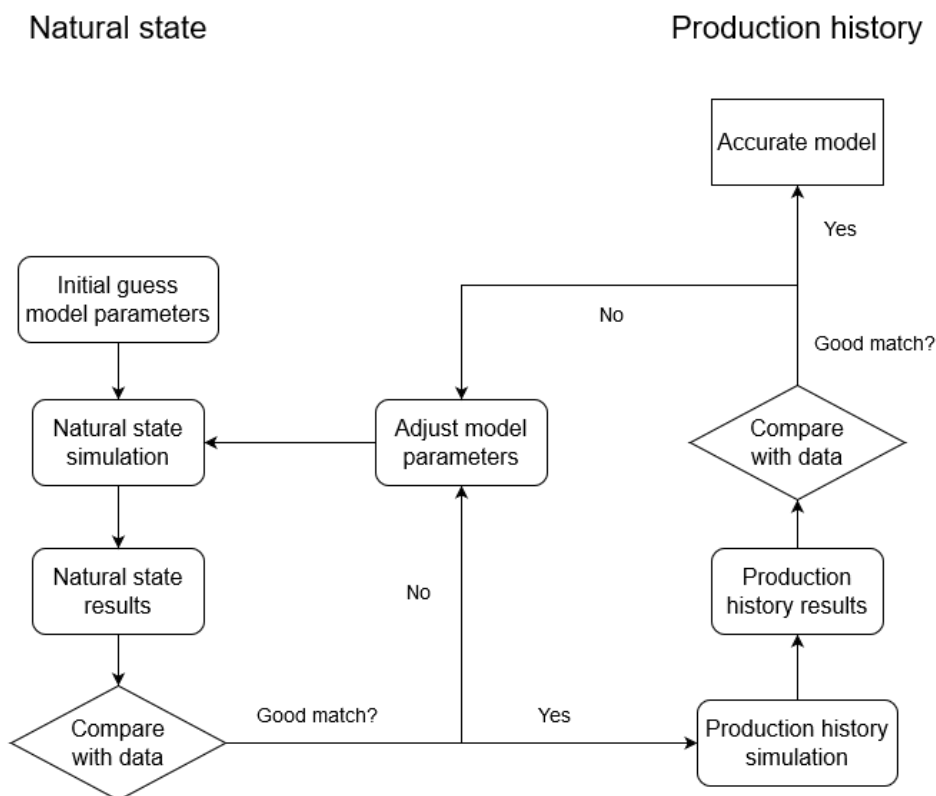 Natural state
Production history
Accurate model
Yes
Initial guess
model parameters
No
Good match?
Natural state
simulation
Adjust model
parameters
Compare
with data
Natural state
results
No
Production
history results
Good match?
Yes
Compare
with data
Production history
simulation